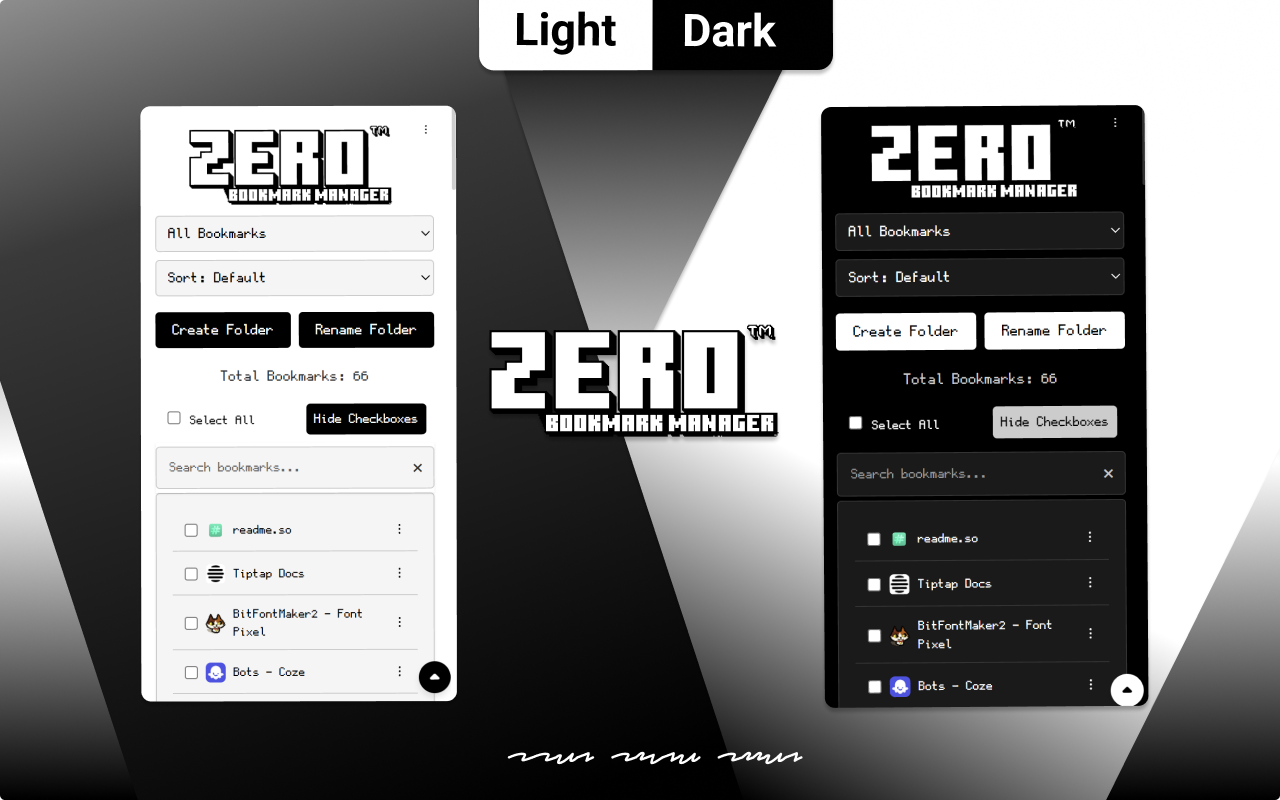 Light
Dark
ZERO™
BOOKMARK MANAGER
All Bookmarks
Sort: Default
Create Folder
Rename Folder
Total Bookmarks: 66
Select All
Hide Checkboxes
Search bookmarks...
readme.so
Tiptap Docs
BitFontMaker2 - Font
Pixel
Bots - Coze
ZERO™
BOOKMARK MANAGER
ZERO™
BOOKMARK MANAGER
All Bookmarks
Sort: Default
Create Folder
Rename Folder
Total Bookmarks: 66
Select All
Hide Checkboxes
Search bookmarks...
readme.so
Tiptap Docs
BitFontMaker2 - Font
Pixel
Bots - Coze